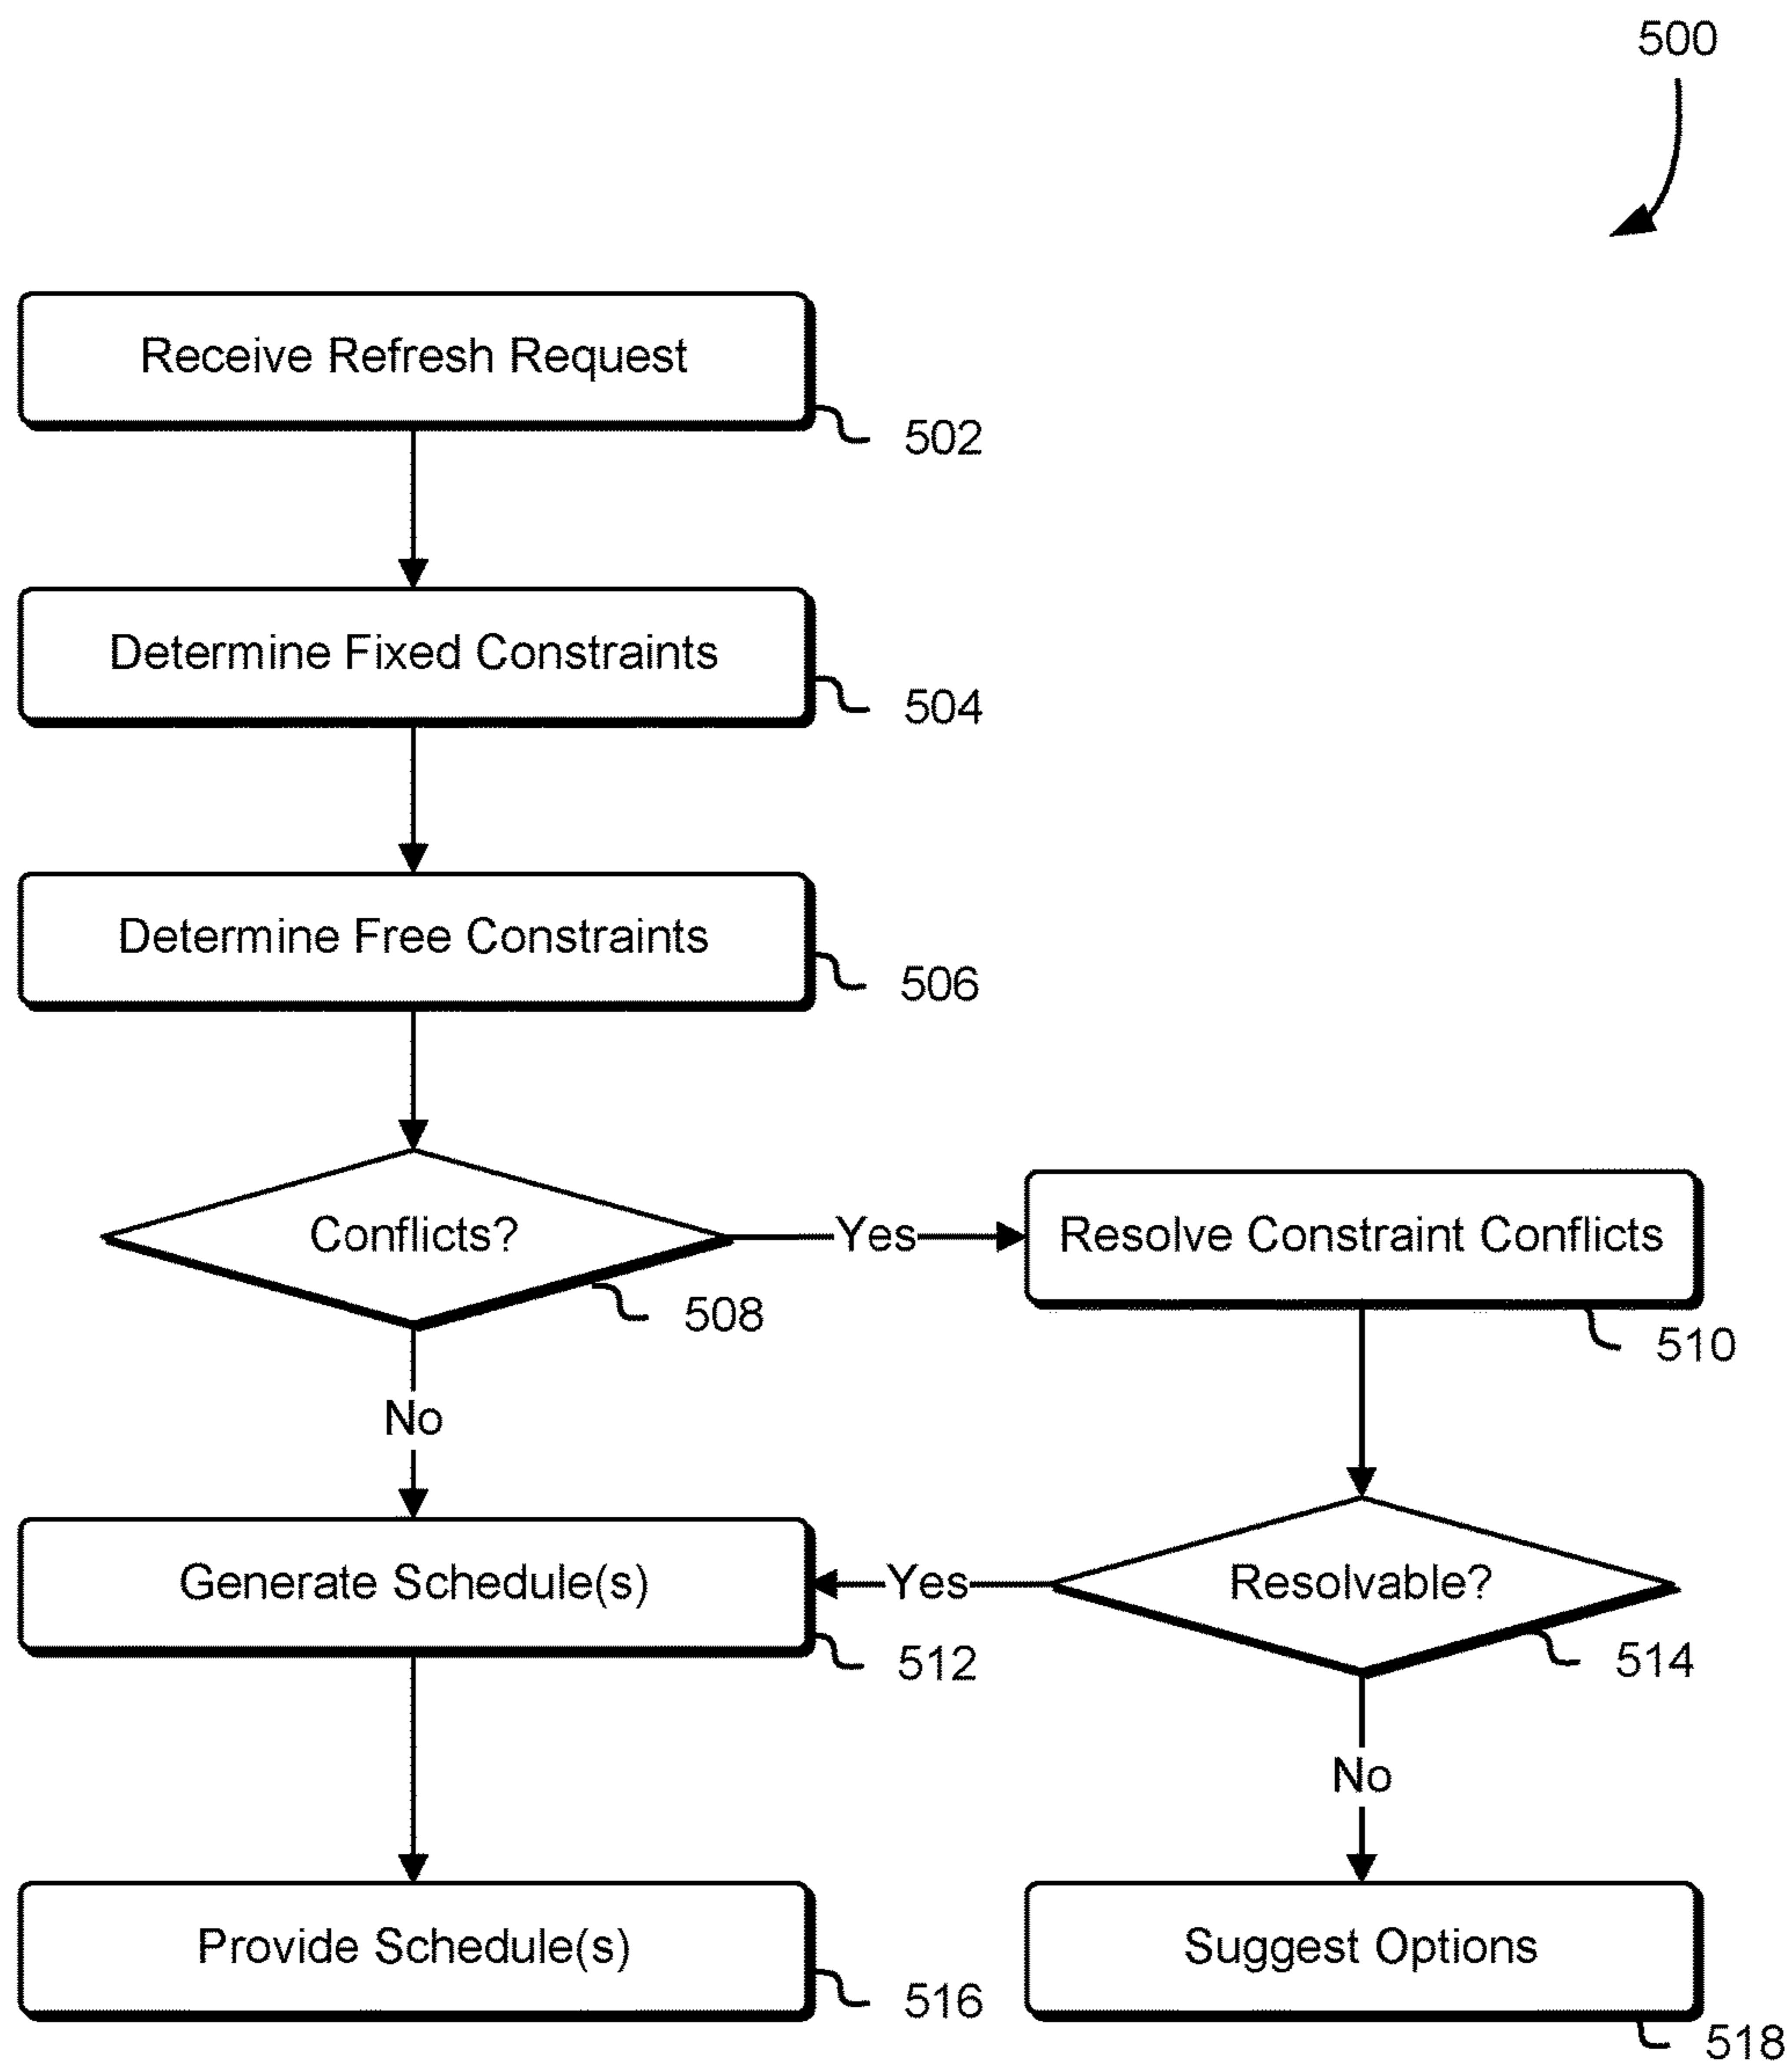 500
Receive Refresh Request
502
Determine Fixed Constraints
504
Determine Free Constraints
506
Conflicts?
Yes
Resolve Constraint Conflicts
508
510
No
Generate Schedule(s)
Yes
Resolvable?
512
514
No
Provide Schedule(s)
Suggest Options
516
518